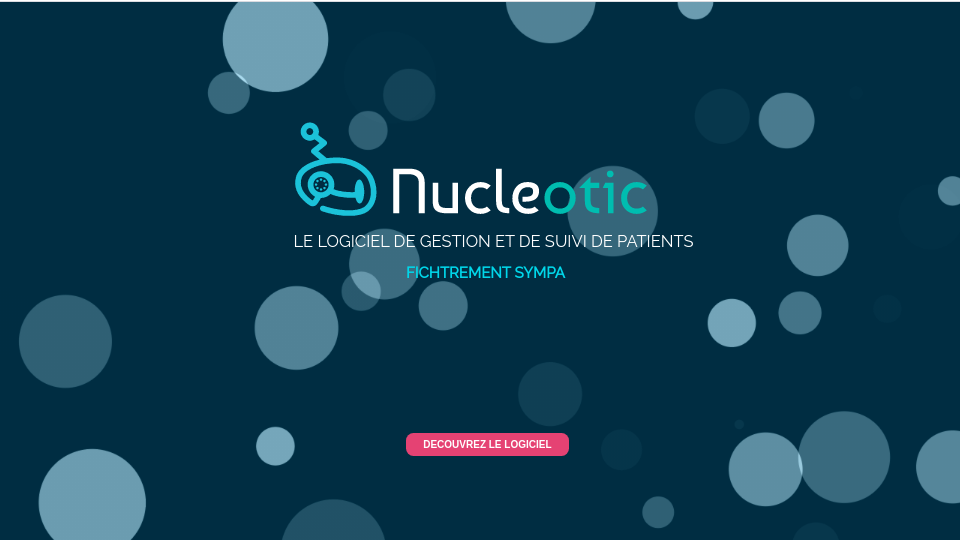 Nucleotic
LE LOGICIEL DE GESTION ET DE SUIVI DE PATIENTS
FICHTREMENT SYMPA
DECOUVREZ LE LOGICIEL